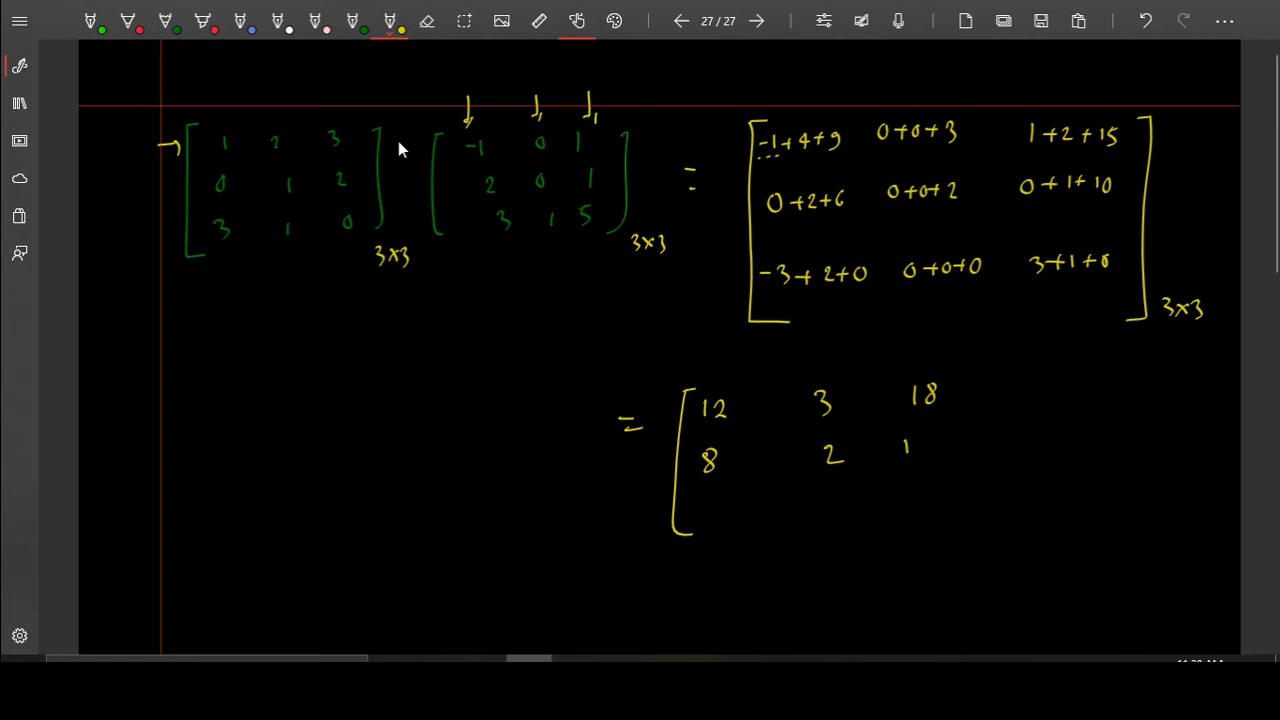 27 / 27
1 2 3 -1 0 1 = -1+4+9 0+0+3 1+2+15
0 1 2 2 0 1 0+2+6 0+0+2 0+1+10
3 1 0 3 1 5 -3+2+0 0+0+0 3+1+0
3x3 3x3 3x3
= 12 3 18
8 2 1